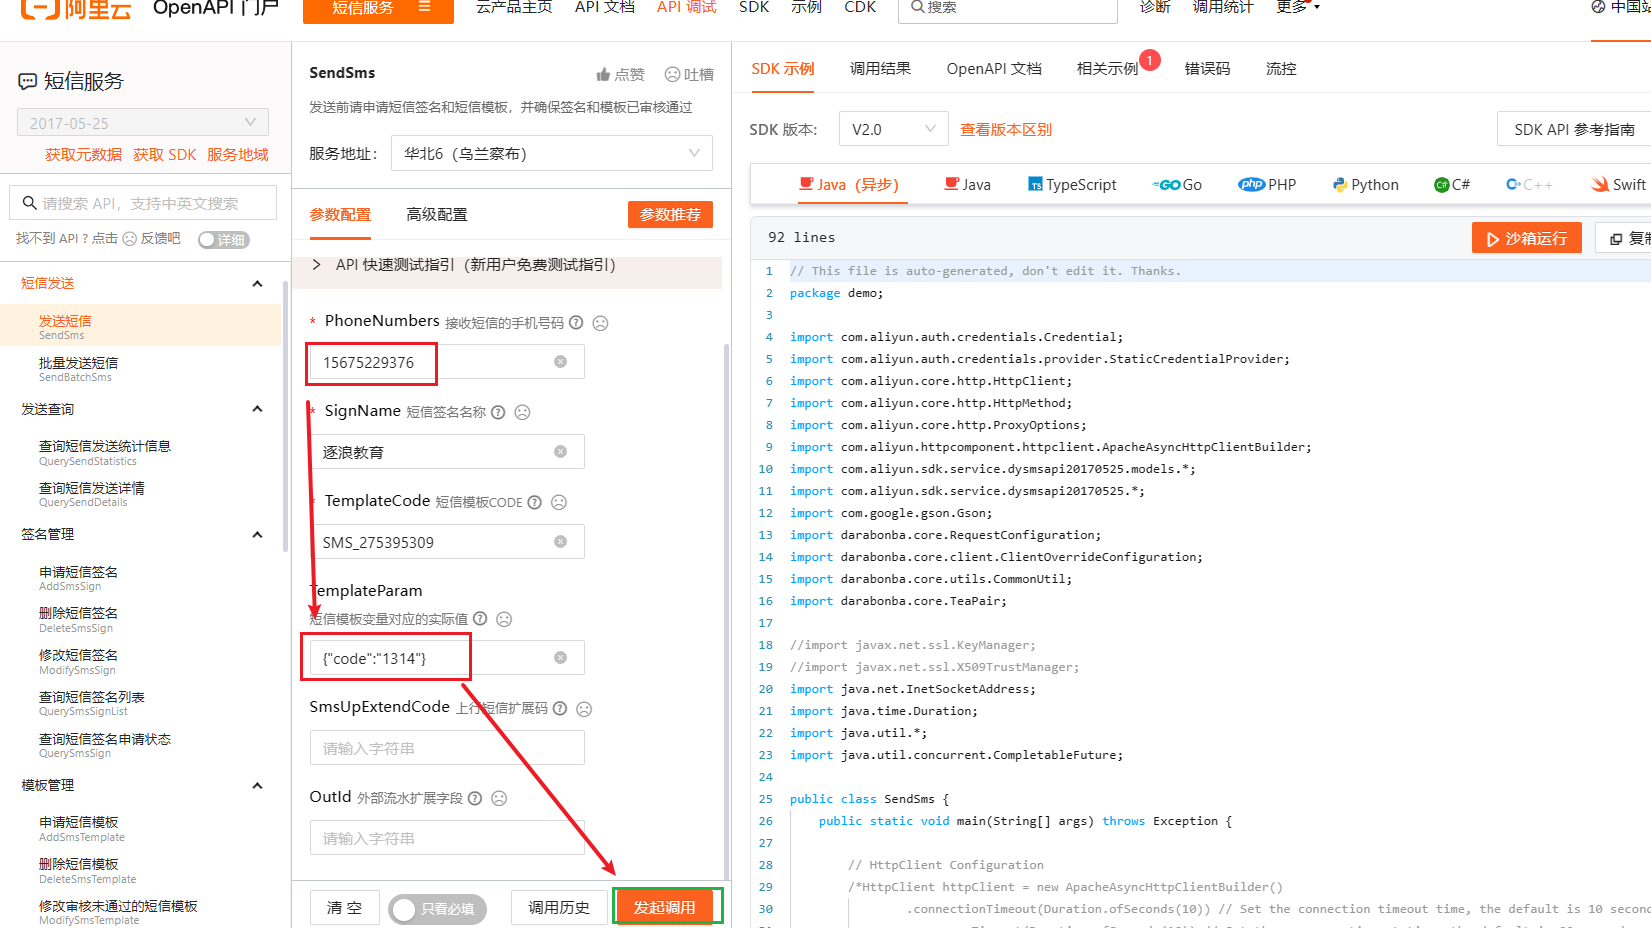 阿里云 OpenAPI 门户 短信服务 云产品主页 API 文档 API 调试 SDK 示例 CDK 搜索 诊断 调用统计 更多 中国站
短信服务
2017-05-25
获取元数据 获取 SDK 服务地域
请搜索 API，支持中英文搜索
找不到 API ? 点击 反馈吧 详细
短信发送
发送短信
SendSms
批量发送短信
SendBatchSms
发送查询
查询短信发送统计信息
QuerySendStatistics
查询短信发送详情
QuerySendDetails
签名管理
申请短信签名
AddSmsSign
删除短信签名
DeleteSmsSign
修改短信签名
ModifySmsSign
查询短信签名列表
QuerySmsSignList
查询短信签名申请状态
QuerySmsSign
模板管理
申请短信模板
AddSmsTemplate
删除短信模板
DeleteSmsTemplate
修改审核未通过的短信模板
ModifySmsTemplate
SendSms 点赞 吐槽
发送前请申请短信签名和短信模板，并确保签名和模板已审核通过
服务地址： 华北6（乌兰察布）
参数配置 高级配置 参数推荐
API 快速测试指引（新用户免费测试指引）
* PhoneNumbers 接收短信的手机号码
15675229376
* SignName 短信签名名称
逐浪教育
* TemplateCode 短信模板CODE
SMS_275395309
TemplateParam
短信模板变量对应的实际值
{"code":"1314"}
SmsUpExtendCode 上行短信扩展码
请输入字符串
OutId 外部流水扩展字段
请输入字符串
清 空 只看必填 调用历史 发起调用
SDK 示例 调用结果 OpenAPI 文档 相关示例 1 错误码 流控
SDK 版本: V2.0 查看版本区别 SDK API 参考指南
Java（异步） Java TS TypeScript GO Go php PHP Python C# C# C++ C++ Swift
92 lines 沙箱运行 复制
1 // This file is auto-generated, don't edit it. Thanks.
2 package demo;
3
4 import com.aliyun.auth.credentials.Credential;
5 import com.aliyun.auth.credentials.provider.StaticCredentialProvider;
6 import com.aliyun.core.http.HttpClient;
7 import com.aliyun.core.http.HttpMethod;
8 import com.aliyun.core.http.ProxyOptions;
9 import com.aliyun.httpcomponent.httpclient.ApacheAsyncHttpClientBuilder;
10 import com.aliyun.sdk.service.dysmsapi20170525.models.*;
11 import com.aliyun.sdk.service.dysmsapi20170525.*;
12 import com.google.gson.Gson;
13 import darabonba.core.RequestConfiguration;
14 import darabonba.core.client.ClientOverrideConfiguration;
15 import darabonba.core.utils.CommonUtil;
16 import darabonba.core.TeaPair;
17
18 //import javax.net.ssl.KeyManager;
19 //import javax.net.ssl.X509TrustManager;
20 import java.net.InetSocketAddress;
21 import java.time.Duration;
22 import java.util.*;
23 import java.util.concurrent.CompletableFuture;
24
25 public class SendSms {
26 public static void main(String[] args) throws Exception {
27
28 // HttpClient Configuration
29 /*HttpClient httpClient = new ApacheAsyncHttpClientBuilder()
30 .connectionTimeout(Duration.ofSeconds(10)) // Set the connection timeout time, the default is 10 secon